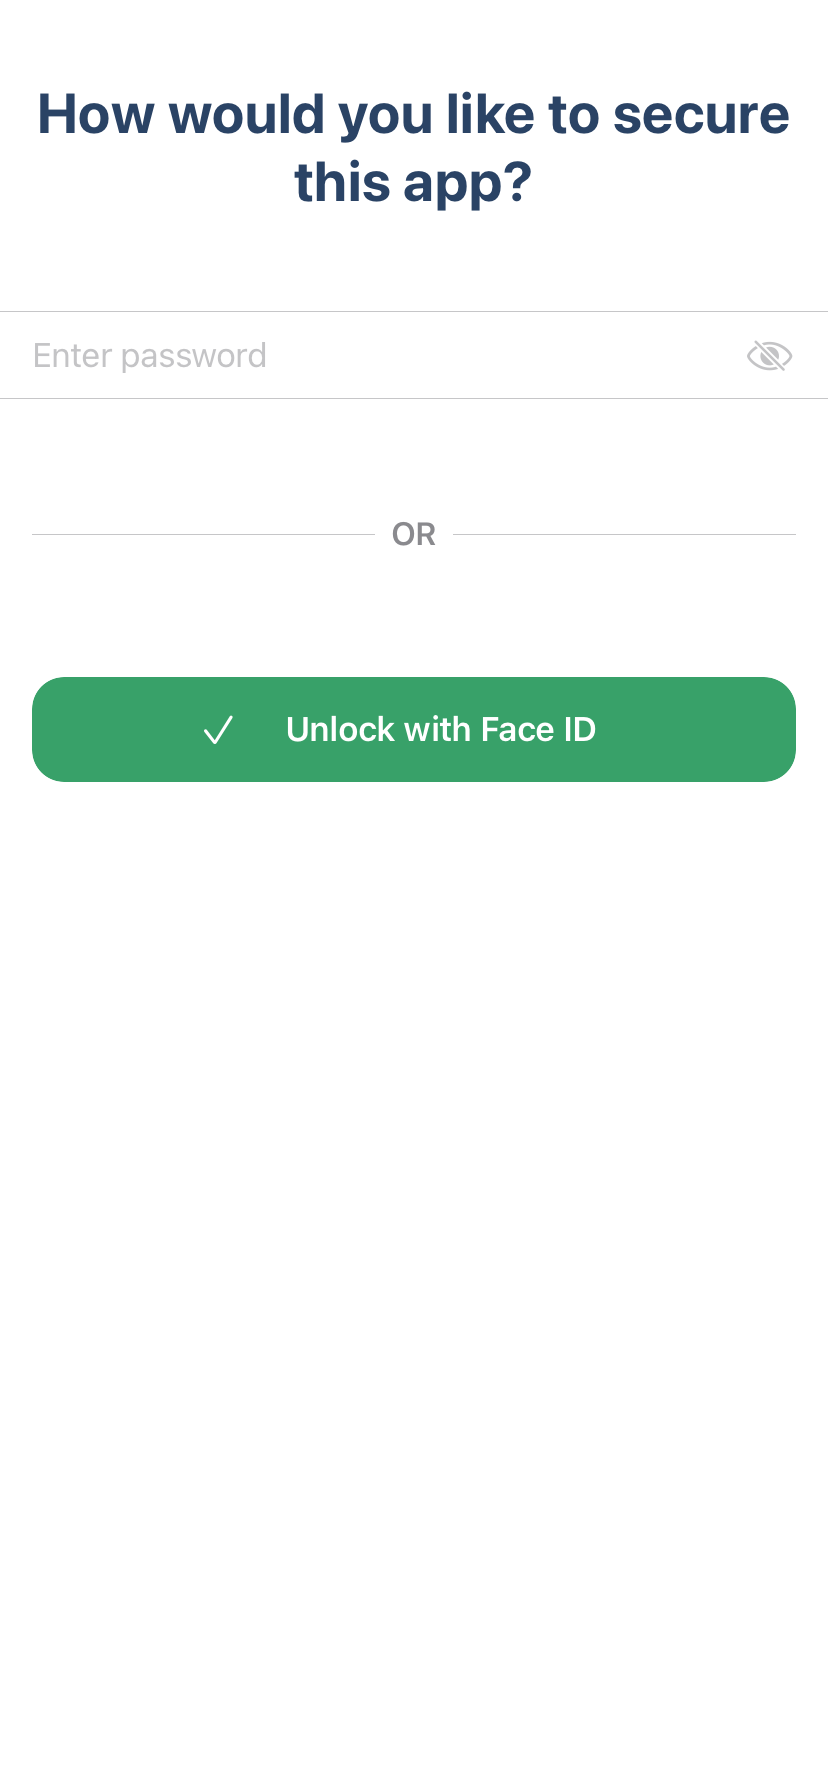 How would you like to secure
this app?
Enter password
OR
Unlock with Face ID